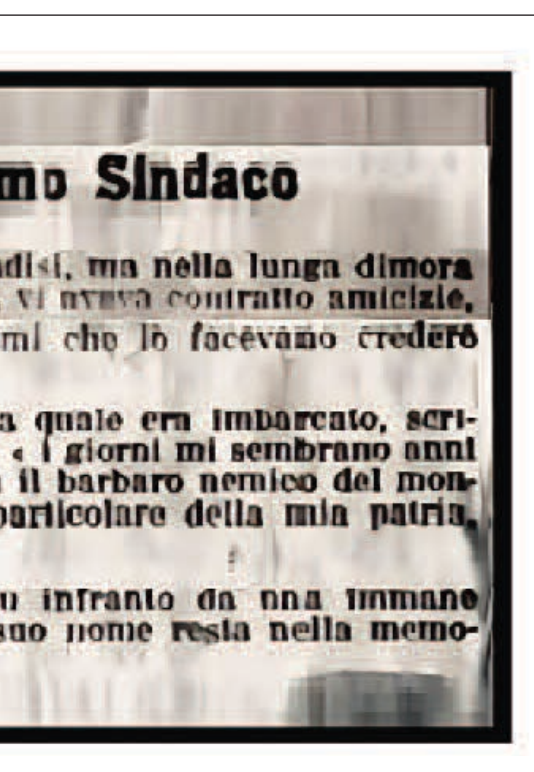 mo Sindaco
disi, ma nella lunga dimora
vi aveva contratto amicizie,
mi che lo facevano credere
a quale era imbarcato, scri-
« I giorni mi sembrano anni
il barbaro nemico del mon-
particolare della mia patria,
u infranto da una immane
suo nome resta nella memo-